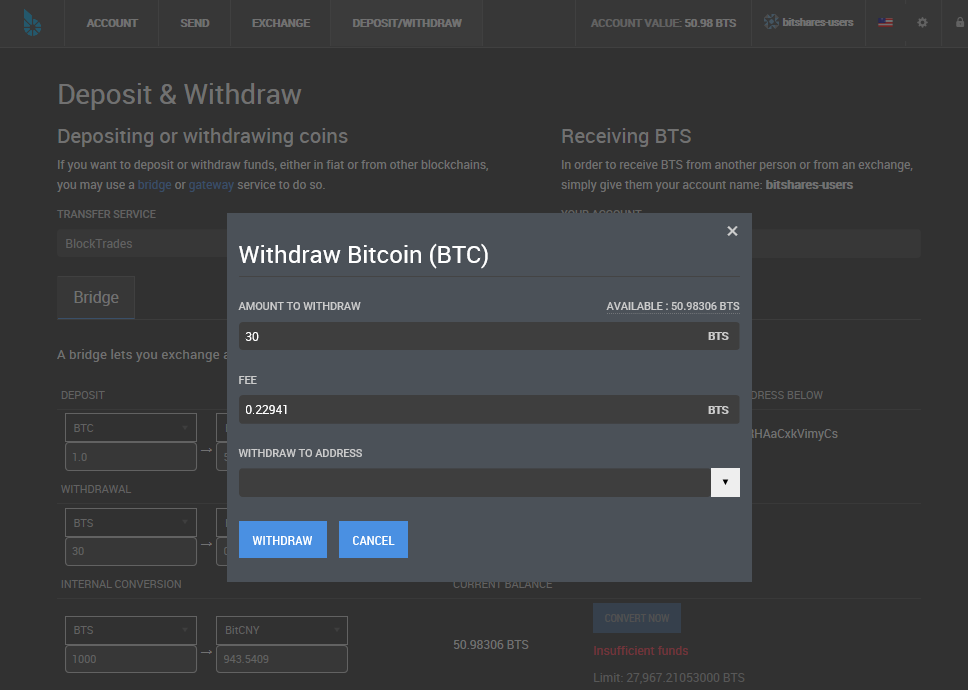 ACCOUNT
SEND
EXCHANGE
DEPOSIT/WITHDRAW
ACCOUNT VALUE: 50.98 BTS
bitshares-users
Deposit & Withdraw
Depositing or withdrawing coins
If you want to deposit or withdraw funds, either in fiat or from other blockchains,
you may use a bridge or gateway service to do so.
TRANSFER SERVICE
BlockTrades
Receiving BTS
In order to receive BTS from another person or from an exchange,
simply give them your account name: bitshares-users
YOUR ACCOUNT
Bridge
A bridge lets you exchange
Withdraw Bitcoin (BTC)
AMOUNT TO WITHDRAW
AVAILABLE : 50.98306 BTS
30
BTS
FEE
0.22941
BTS
WITHDRAW TO ADDRESS
WITHDRAW
CANCEL
DEPOSIT
BELOW
BTC
1.0
HAaCxkVimyCs
WITHDRAWAL
BTS
30
INTERNAL CONVERSION
CURRENT BALANCE
BTS
BitCNY
1000
943.5409
50.98306 BTS
CONVERT NOW
Insufficient funds
Limit: 27,967.21053000 BTS